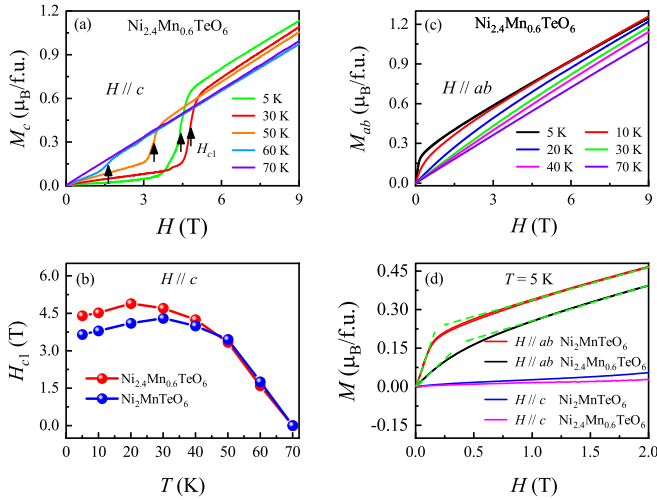 (a)
Ni2.4Mn0.6TeO6
H // c
Hc1
5 K
30 K
50 K
60 K
70 K
Mc (μB/f.u.)
1.2
0.9
0.6
0.3
0.0
0 3 6 9
H (T)
(c)
Ni2.4Mn0.6TeO6
H // ab
5 K 10 K
20 K 30 K
40 K 70 K
Mab (μB/f.u.)
1.2
0.9
0.6
0.3
0.0
0 3 6 9
H (T)
(b)
H // c
Ni2.4Mn0.6TeO6
Ni2MnTeO6
Hc1 (T)
6.0
4.5
3.0
1.5
0.0
0 10 20 30 40 50 60 70
T (K)
(d)
T = 5 K
H // ab Ni2MnTeO6
H // ab Ni2.4Mn0.6TeO6
H // c Ni2MnTeO6
H // c Ni2.4Mn0.6TeO6
M (μB/f.u.)
0.45
0.30
0.15
0.00
-0.15
0.0 0.5 1.0 1.5 2.0
H (T)